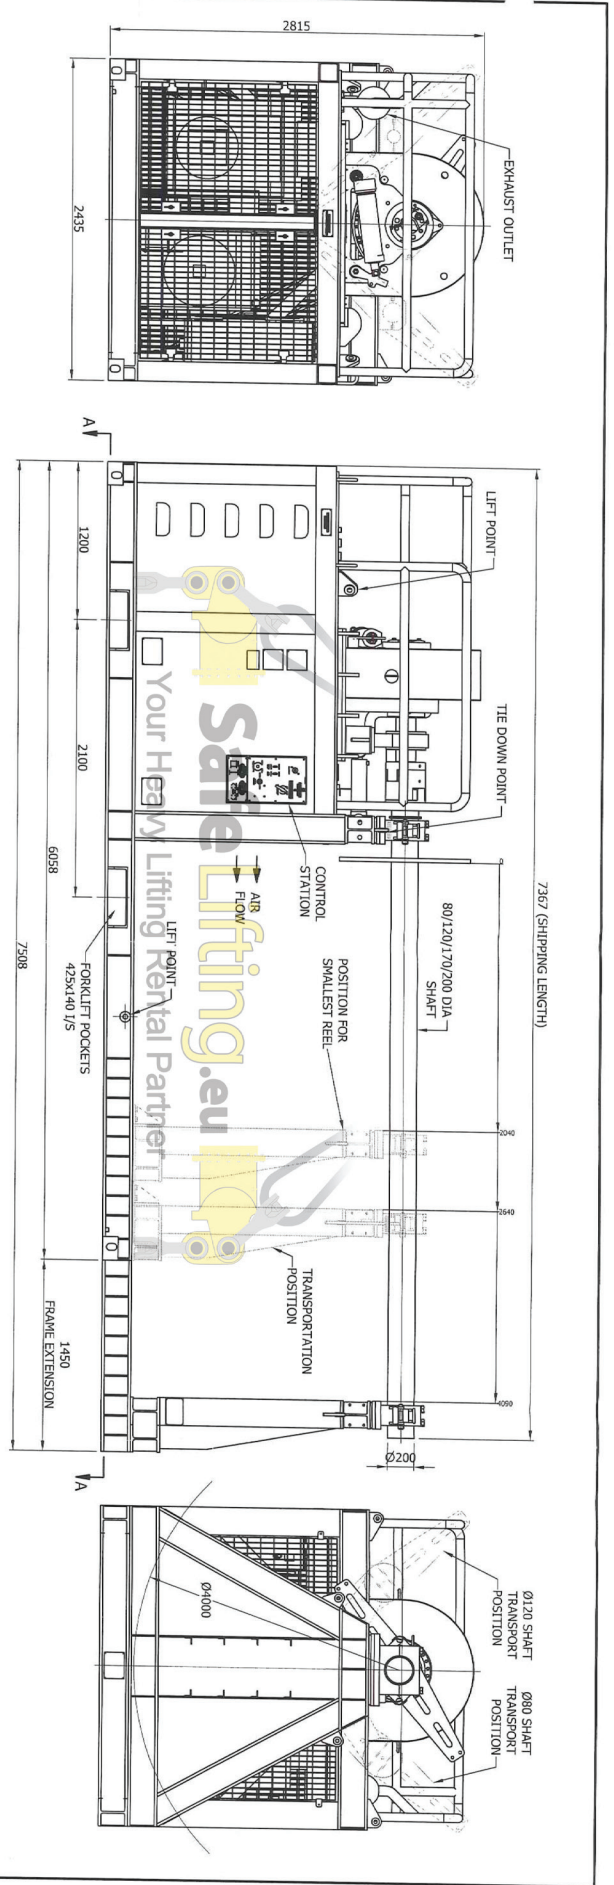 2815
2435
EXHAUST OUTLET
7367 (SHIPPING LENGTH)
LIFT POINT
TIE DOWN POINT
80/120/170/200 DIA
SHAFT
2040
2640
4090
Ø200
CONTROL
STATION
AIR
FLOW
POSITION FOR
SMALLEST REEL
TRANSPORTATION
POSITION
LIFT POINT
FORKLIFT POCKETS
425x140 I/S
A
A
1200
2100
6058
1450
FRAME EXTENSION
7508
Ø120 SHAFT
TRANSPORT
POSITION
Ø80 SHAFT
TRANSPORT
POSITION
Ø4000
Safe Lifting.eu
Your Heavy Lifting Rental Partner